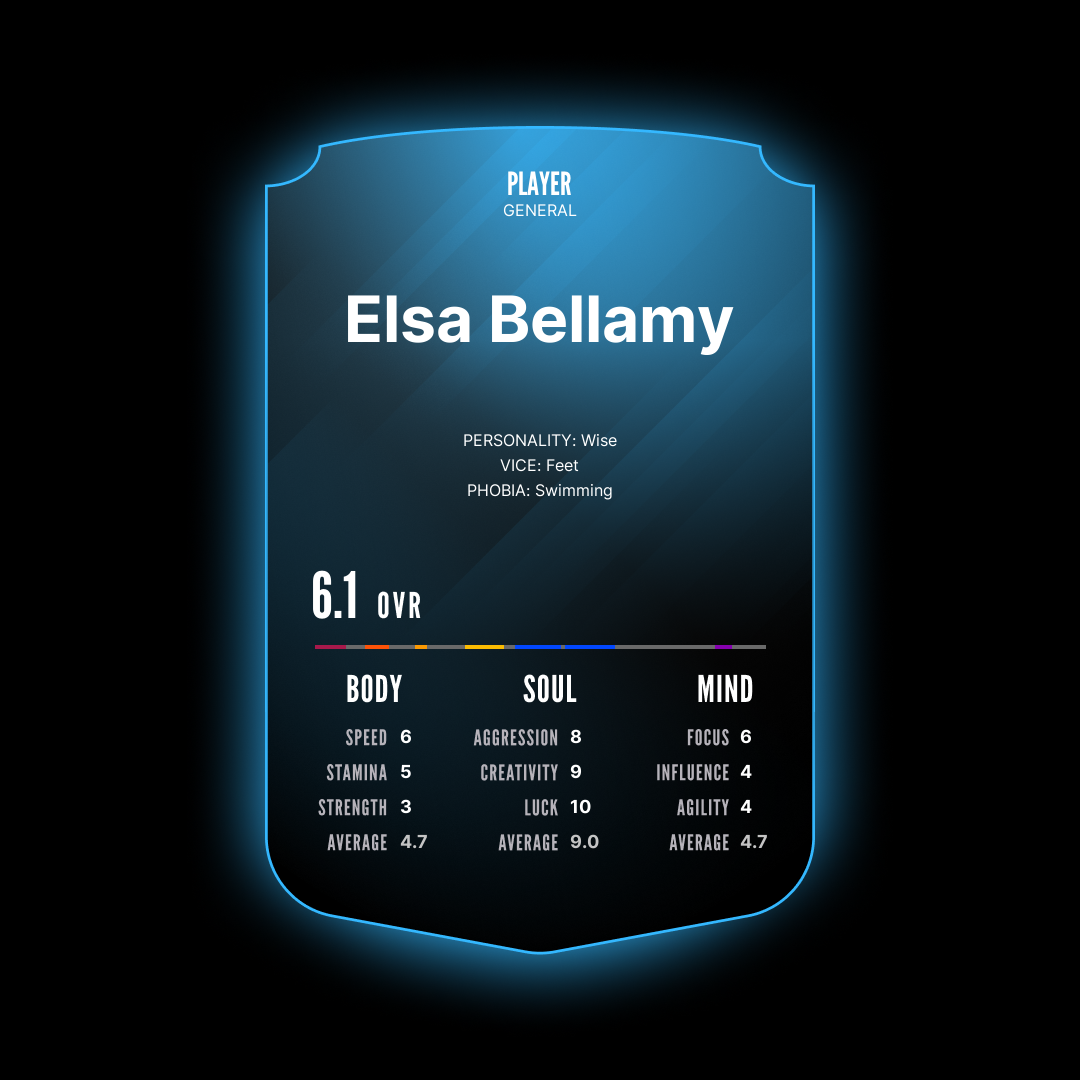 PLAYER
GENERAL
Elsa Bellamy
PERSONALITY: Wise
VICE: Feet
PHOBIA: Swimming
6.1 OVR
BODY SOUL MIND
SPEED 6 AGGRESSION 8 FOCUS 6
STAMINA 5 CREATIVITY 9 INFLUENCE 4
STRENGTH 3 LUCK 10 AGILITY 4
AVERAGE 4.7 AVERAGE 9.0 AVERAGE 4.7